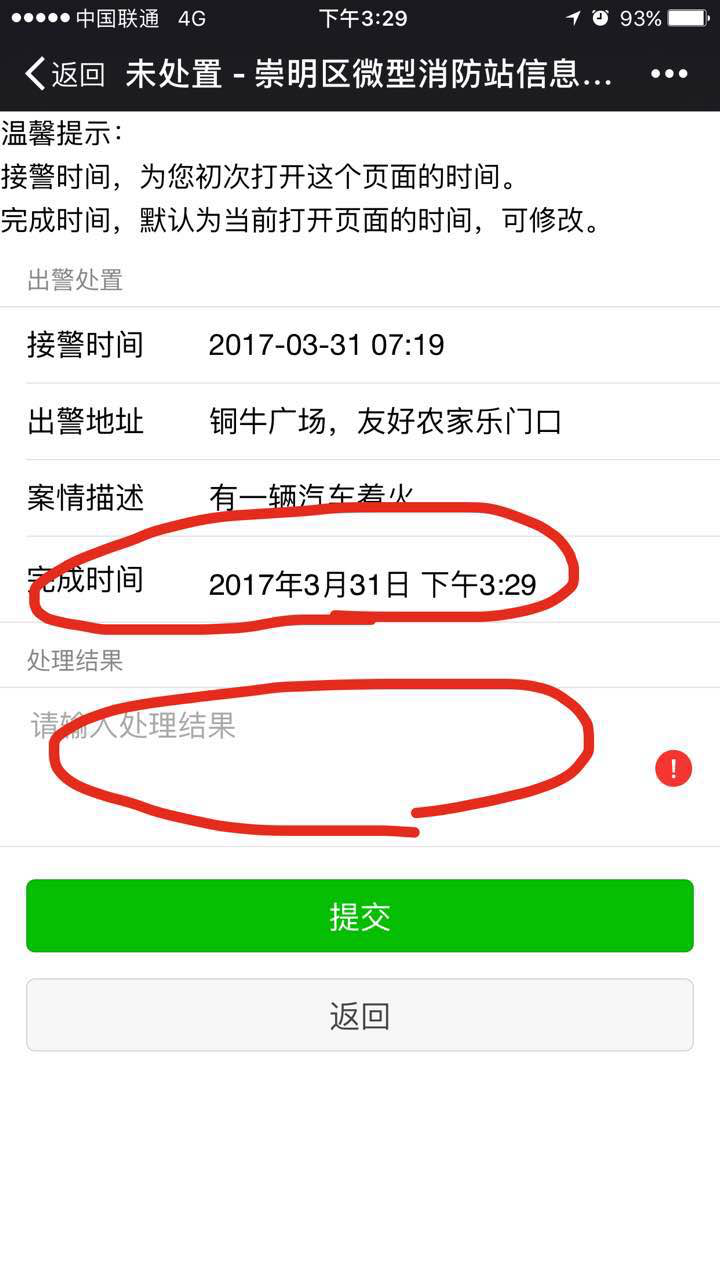 中国联通 4G 下午3:29 93%
返回 未处置 - 崇明区微型消防站信息...
温馨提示：
接警时间，为您初次打开这个页面的时间。
完成时间，默认为当前打开页面的时间，可修改。
出警处置
接警时间 2017-03-31 07:19
出警地址 铜牛广场，友好农家乐门口
案情描述 有一辆汽车着火
完成时间 2017年3月31日 下午3:29
处理结果
请输入处理结果
!
提交
返回